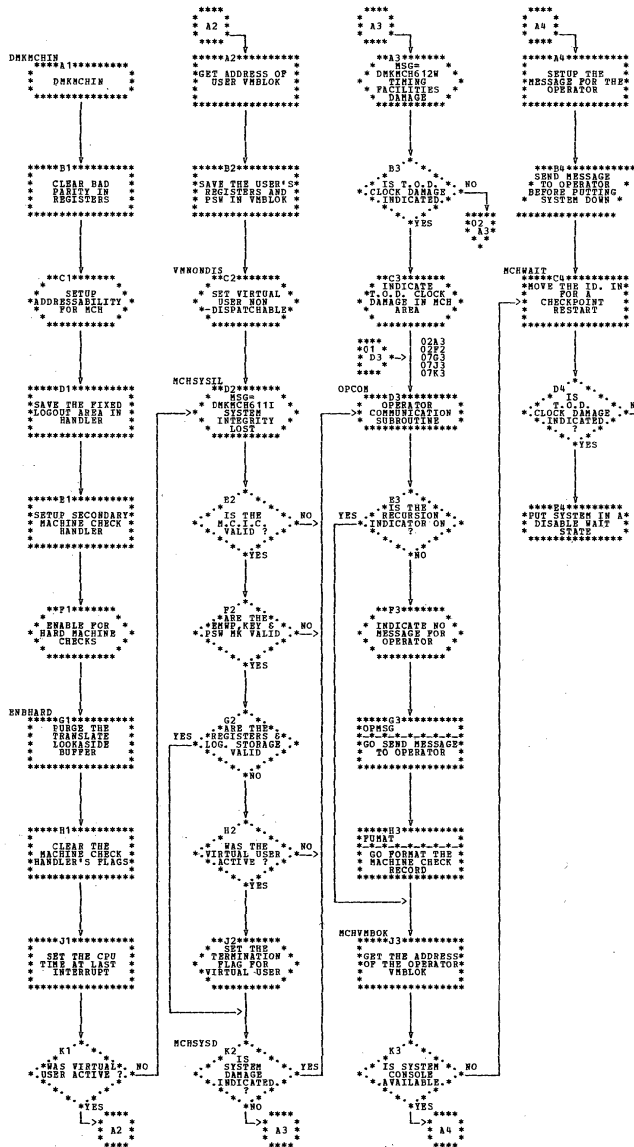 DMKMCHIN
A1
DMKMCHIN
B1
CLEAR BAD
PARITY IN
REGISTERS
C1
SETUP
ADDRESSABILITY
FOR MCH
D1
SAVE THE FIXED
LOGOUT AREA IN
HANDLER
E1
SETUP SECONDARY
MACHINE CHECK
HANDLER
F1
ENABLE FOR
HARD MACHINE
CHECKS
ENBHARD
G1
PURGE THE
TRANSLATE
LOOKASIDE
BUFFER
H1
CLEAR THE
MACHINE CHECK
HANDLER'S FLAGS
J1
SET THE CPU
TIME AT LAST
INTERRUPT
K1
WAS VIRTUAL
USER ACTIVE ?
NO
YES
A2
A2
A2
GET ADDRESS OF
USER VMBLOK
B2
SAVE THE USER'S
REGISTERS AND
PSW IN VMBLOK
VMNONDIS
C2
SET VIRTUAL
USER NON
-DISPATCHABLE
MCHSYSIL
D2
MSG=
DMKMCH611I
SYSTEM
INTEGRITY
LOST
E2
IS THE
M.C.I.C.
VALID ?
NO
YES
F2
ARE THE
EMWP,KEY &
PSW MK VALID
NO
YES
G2
ARE THE
REGISTERS &
LOG. STORAGE
VALID
YES
NO
H2
WAS THE
VIRTUAL USER
ACTIVE ?
NO
YES
J2
SET THE
TERMINATION
FLAG FOR
VIRTUAL USER
MCHSYSD
K2
IS
SYSTEM
DAMAGE
INDICATED.
?
YES
NO
A3
A3
A3
MSG=
DMKMCH612W
TIMING
FACILITIES
DAMAGE
B3
IS T.O.D.
CLOCK DAMAGE
INDICATED.
NO
YES
02
A3
C3
INDICATE
T.O.D. CLOCK
DAMAGE IN MCH
AREA
01
D3
02A3
02F2
07G3
07J3
07K3
OPCOM
D3
OPERATOR
COMMUNICATION
SUBROUTINE
E3
IS THE
RECURSION
INDICATOR ON
?
YES
NO
F3
INDICATE NO
MESSAGE FOR
OPERATOR
G3
OPMSG
GO SEND MESSAGE
TO OPERATOR
H3
FUMAT
GO FORMAT THE
MACHINE CHECK
RECORD
MCHVMBOK
J3
GET THE ADDRESS
OF THE OPERATOR
VMBLOK
K3
IS SYSTEM
CONSOLE
AVAILABLE.
NO
YES
A4
A4
A4
SETUP THE
MESSAGE FOR THE
OPERATOR
B4
SEND MESSAGE
TO OPERATOR
BEFORE PUTTING
SYSTEM DOWN
MCHWAIT
C4
MOVE THE ID. IN
FOR A
CHECKPOINT
RESTART
D4
IS
T.O.D.
CLOCK DAMAGE
INDICATED
?
YES
E4
PUT SYSTEM IN A
DISABLE WAIT
STATE